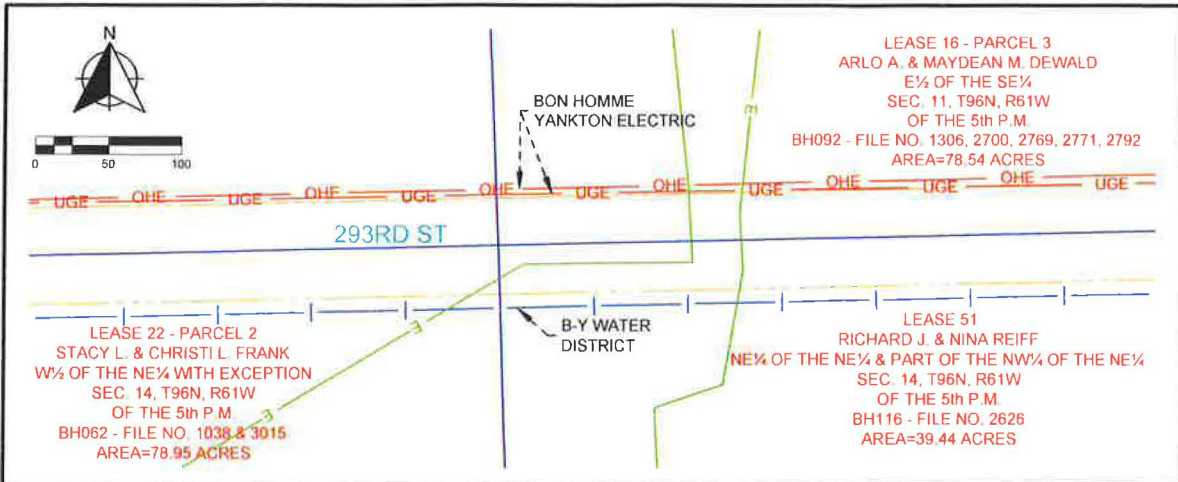 N
0 50 100
BON HOMME
YANKTON ELECTRIC
LEASE 16 - PARCEL 3
ARLO A. & MAYDEAN M. DEWALD
E½ OF THE SE¼
SEC. 11, T96N, R61W
OF THE 5th P.M.
BH092 - FILE NO. 1306, 2700, 2769, 2771, 2792
AREA=78.54 ACRES
E
UGE OHE UGE OHE UGE OHE UGE OHE UGE OHE UGE OHE UGE
293RD ST
B-Y WATER
DISTRICT
LEASE 22 - PARCEL 2
STACY L. & CHRISTI L. FRANK
W½ OF THE NE¼ WITH EXCEPTION
SEC. 14, T96N, R61W
OF THE 5th P.M.
BH062 - FILE NO. 1038 & 3015
AREA=78.95 ACRES
E
E
LEASE 51
RICHARD J. & NINA REIFF
NE¼ OF THE NE¼ & PART OF THE NW¼ OF THE NE¼
SEC. 14, T96N, R61W
OF THE 5th P.M.
BH116 - FILE NO. 2626
AREA=39.44 ACRES